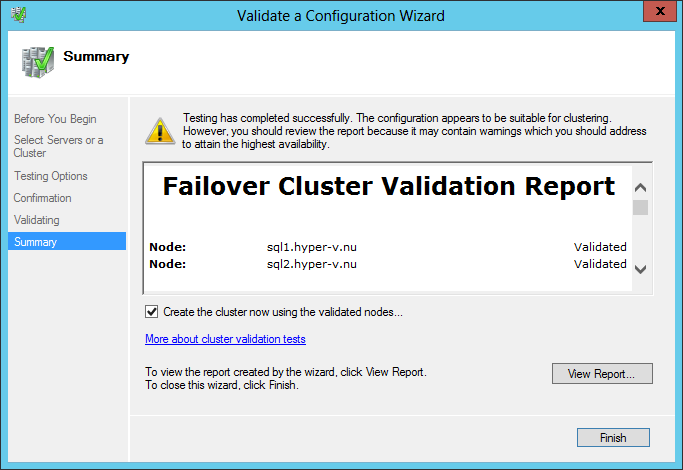 Validate a Configuration Wizard
x
Summary
Before You Begin
Select Servers or a
Cluster
Testing Options
Confirmation
Validating
Summary
Testing has completed successfully. The configuration appears to be suitable for clustering.
However, you should review the report because it may contain warnings which you should address
to attain the highest availability.
Failover Cluster Validation Report
Node: sql1.hyper-v.nu Validated
Node: sql2.hyper-v.nu Validated
Create the cluster now using the validated nodes...
More about cluster validation tests
To view the report created by the wizard, click View Report.
To close this wizard, click Finish.
View Report...
Finish